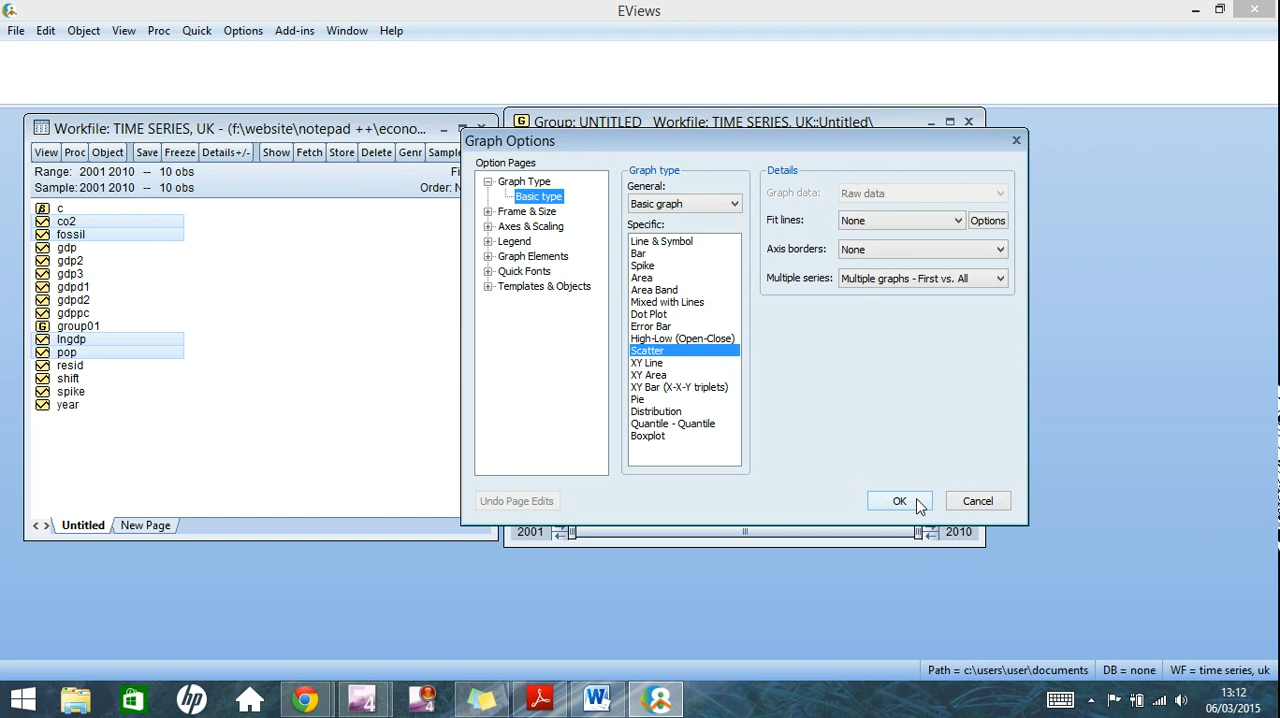 EViews
File Edit Object View Proc Quick Options Add-ins Window Help
Workfile: TIME SERIES, UK - (f:\website\notepad ++\econo...
View Proc Object Save Freeze Details+/- Show Fetch Store Delete Genr Sample
Range: 2001 2010 -- 10 obs
Sample: 2001 2010 -- 10 obs
Order: N
c
co2
fossil
gdp
gdp2
gdp3
gdpd1
gdpd2
gdppc
group01
lngdp
pop
resid
shift
spike
year
Untitled New Page
Group: UNTITLED Workfile: TIME SERIES, UK::Untitled\
Graph Options
Option Pages
Graph Type
Basic type
Frame & Size
Axes & Scaling
Legend
Graph Elements
Quick Fonts
Templates & Objects
Undo Page Edits
Graph type
General:
Basic graph
Specific:
Line & Symbol
Bar
Spike
Area
Area Band
Mixed with Lines
Dot Plot
Error Bar
High-Low (Open-Close)
Scatter
XY Line
XY Area
XY Bar (X-X-Y triplets)
Pie
Distribution
Quantile - Quantile
Boxplot
Details
Graph data: Raw data
Fit lines: None Options
Axis borders: None
Multiple series: Multiple graphs - First vs. All
OK Cancel
2001 2010
Path = c:\users\user\documents DB = none WF = time series, uk
13:12
06/03/2015